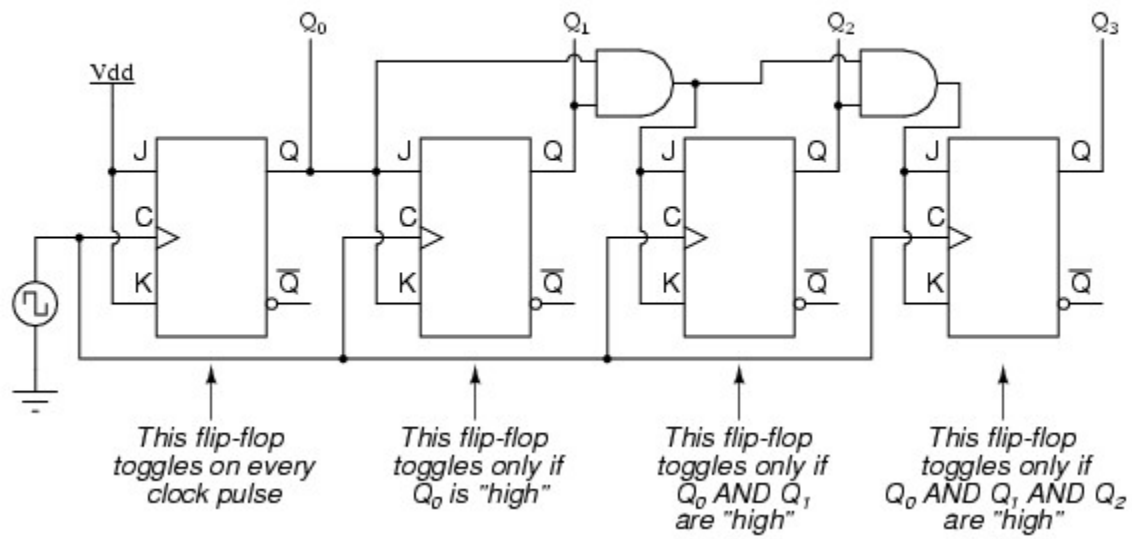 Q₀ Q₁ Q₂ Q₃
Vdd
J Q J Q J Q J Q
C C C C
K Q̅ K Q̅ K Q̅ K Q̅
This flip-flop
toggles on every
clock pulse
This flip-flop
toggles only if
Q₀ is "high"
This flip-flop
toggles only if
Q₀ AND Q₁
are "high"
This flip-flop
toggles only if
Q₀ AND Q₁ AND Q₂
are "high"